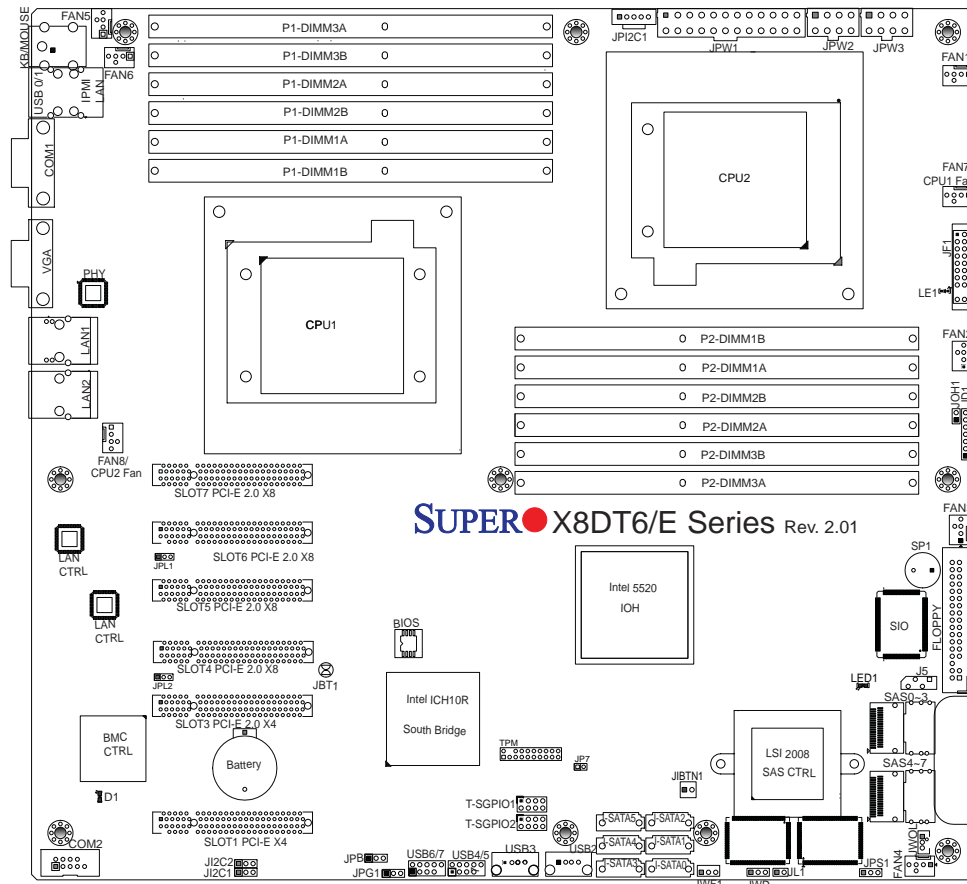 FAN5
KB/MOUSE
FAN6
USB 0/1
IPMI
LAN
COM1
VGA
PHY
LAN1
LAN2
FAN8/
CPU2 Fan
P1-DIMM3A
P1-DIMM3B
P1-DIMM2A
P1-DIMM2B
P1-DIMM1A
P1-DIMM1B
JPI2C1
JPW1
JPW2
JPW3
FAN1
CPU2
FAN7
CPU1 Fa
JF1
LE1
CPU1
P2-DIMM1B
P2-DIMM1A
P2-DIMM2B
P2-DIMM2A
P2-DIMM3B
P2-DIMM3A
FAN2
JOH1
JD1
SLOT7 PCI-E 2.0 X8
SUPER X8DT6/E Series Rev. 2.01
FAN
LAN
CTRL
JPL1
SLOT6 PCI-E 2.0 X8
SLOT5 PCI-E 2.0 X8
LAN
CTRL
SP1
Intel 5520
IOH
SIO
FLOPPY
BIOS
SLOT4 PCI-E 2.0 X8
JPL2
JBT1
J5
LED1
SAS0~3
SLOT3 PCI-E 2.0 X4
Intel ICH10R
South Bridge
BMC
CTRL
Battery
TPM
JP7
LSI 2008
SAS CTRL
SAS4~7
JIBTN1
D1
T-SGPIO1
T-SGPIO2
SLOT1 PCI-E X4
I-SATA5
I-SATA2
I-SATA4
I-SATA1
I-SATA3
I-SATA0
COM2
JI2C2
JI2C1
JPB
JPG1
USB6/7
USB4/5
USB3
USB2
JL1
JPS1
JWOL
FAN4